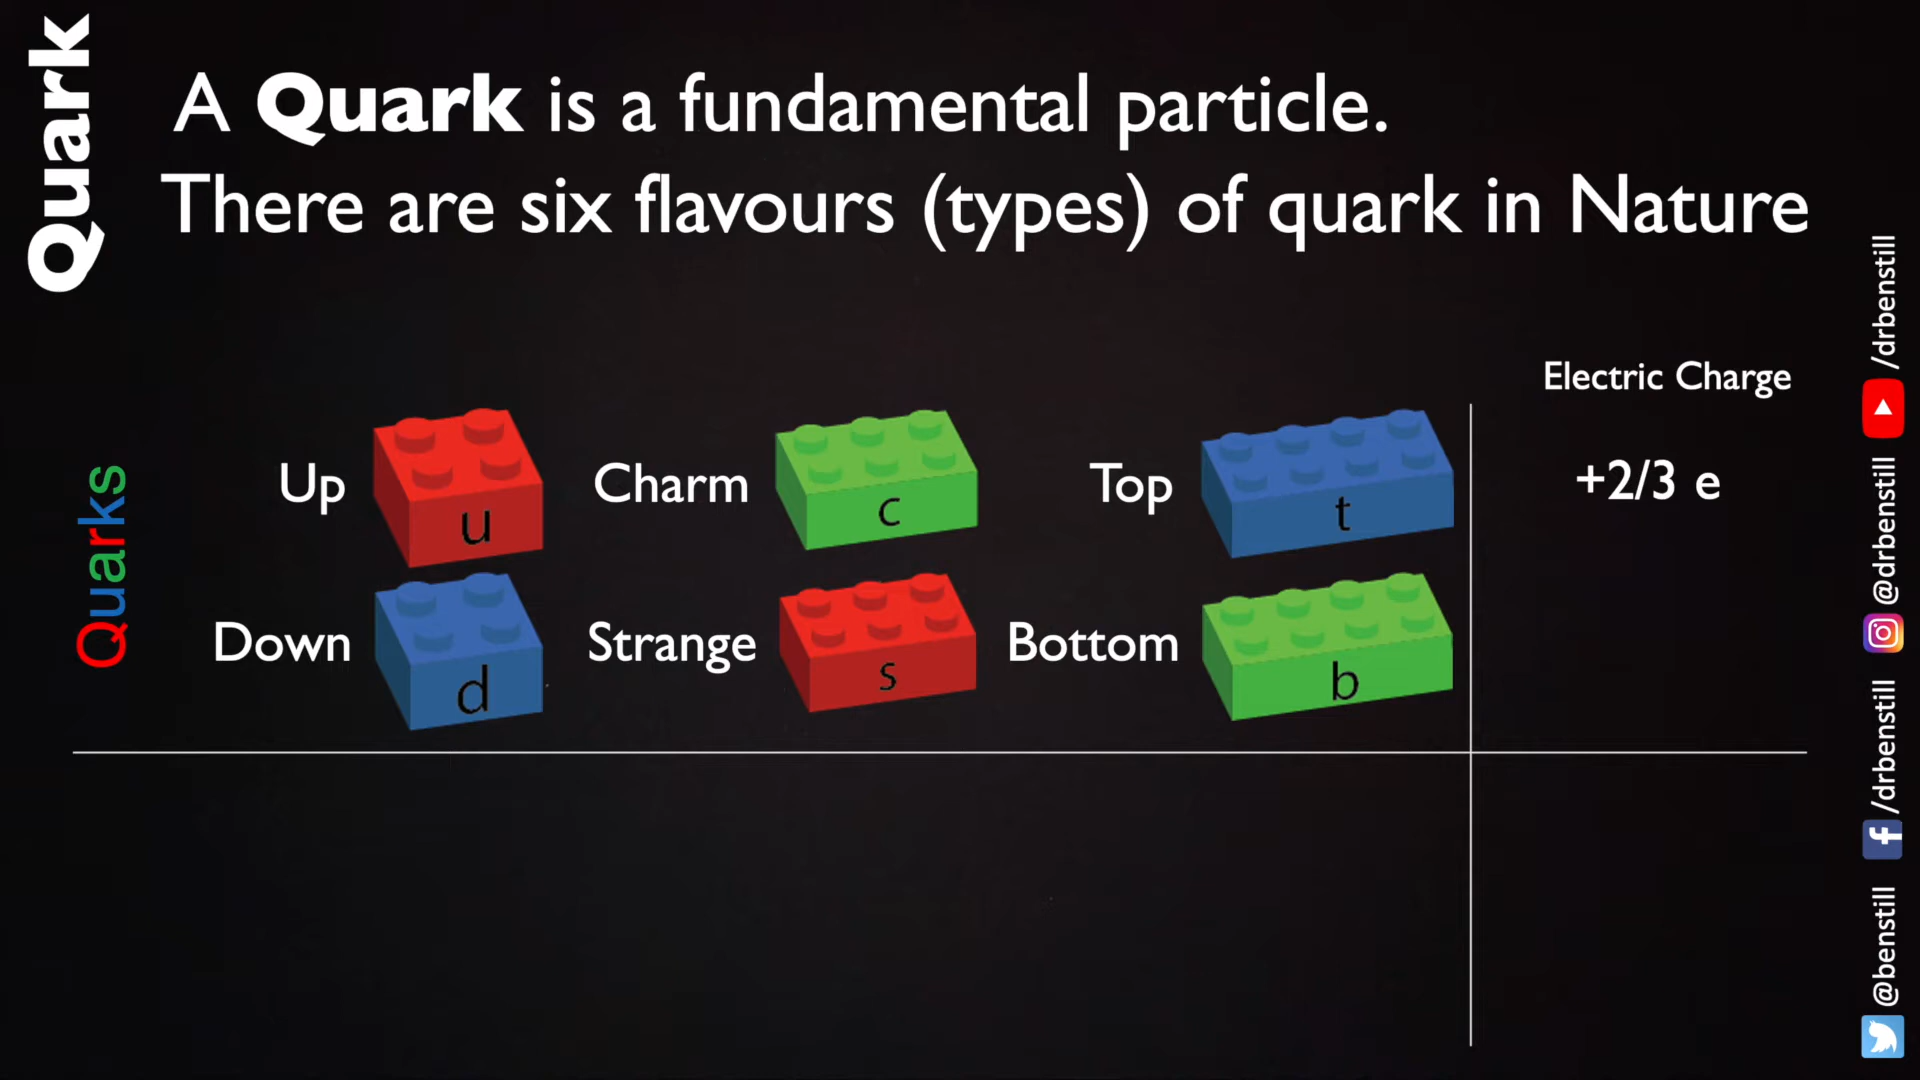 Quark
A Quark is a fundamental particle.
There are six flavours (types) of quark in Nature
Electric Charge
Quarks
Up u Charm c Top t +2/3 e
Down d Strange s Bottom b
/drbenstill
@drbenstill
/drbenstill
@benstill